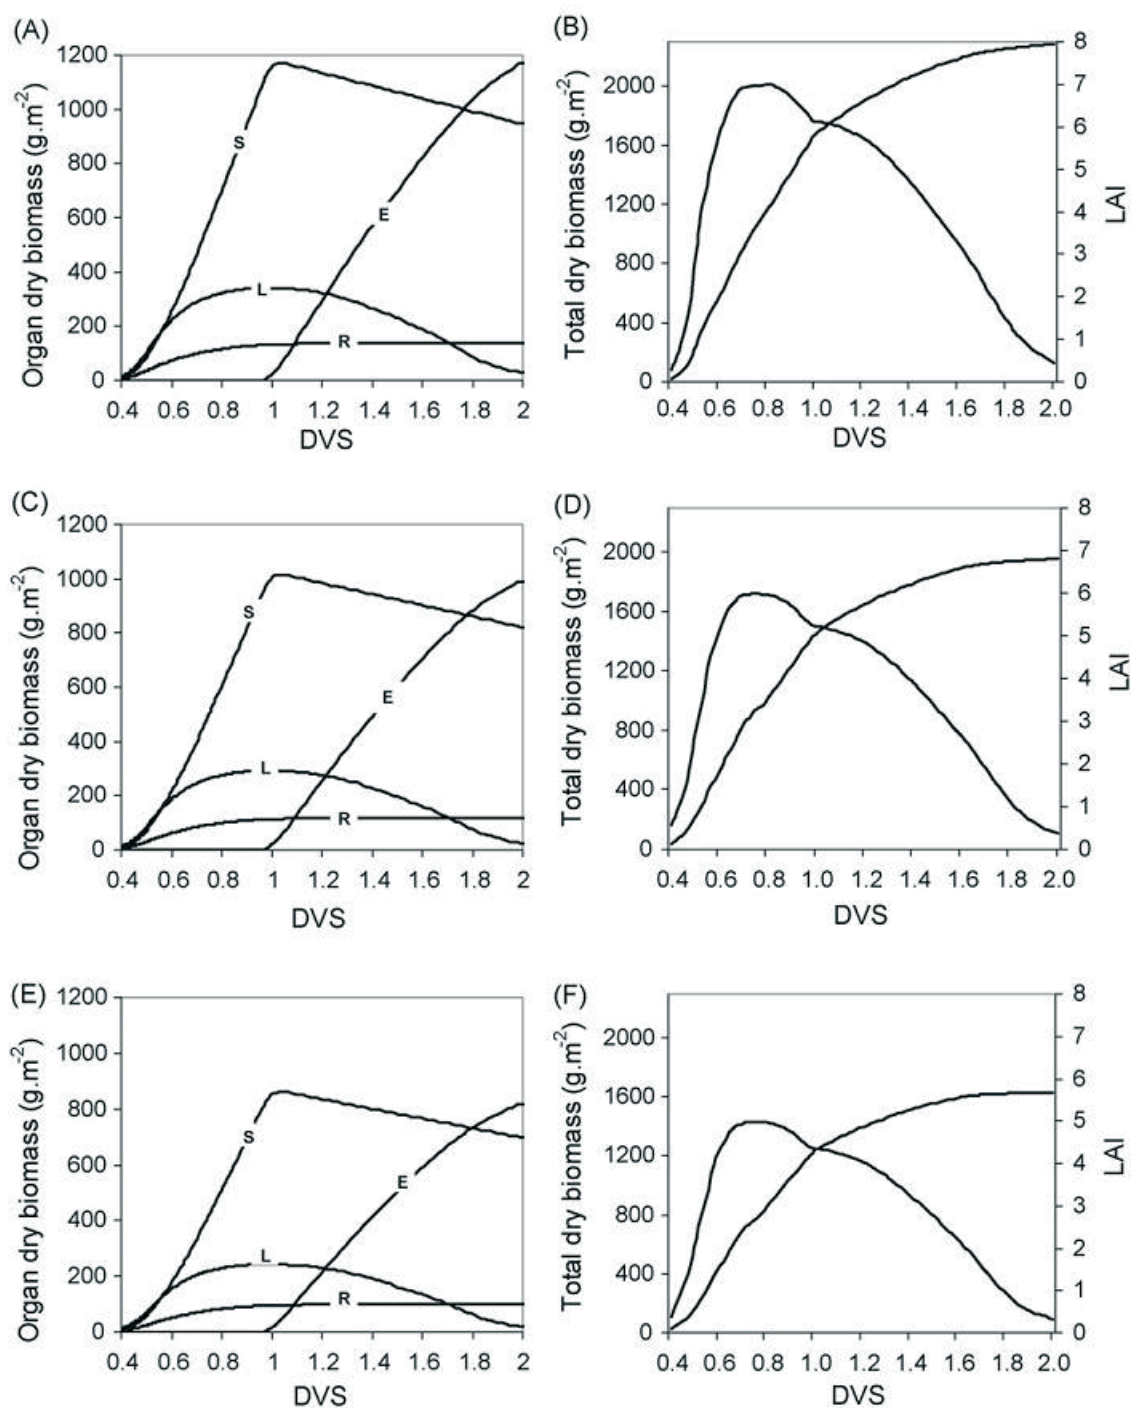 (A)
Organ dry biomass (g.m-2)
1200
1000
800
600
400
200
0
S
E
L
R
0.4 0.6 0.8 1 1.2 1.4 1.6 1.8 2
DVS
(B)
Total dry biomass (g.m-2)
2000
1600
1200
800
400
0
8
7
6
5
4
3
2
1
0
LAI
0.4 0.6 0.8 1.0 1.2 1.4 1.6 1.8 2.0
DVS
(C)
Organ dry biomass (g.m-2)
1200
1000
800
600
400
200
0
S
E
L
R
0.4 0.6 0.8 1 1.2 1.4 1.6 1.8 2
DVS
(D)
Total dry biomass (g.m-2)
2000
1600
1200
800
400
0
8
7
6
5
4
3
2
1
0
LAI
0.4 0.6 0.8 1.0 1.2 1.4 1.6 1.8 2.0
DVS
(E)
Organ dry biomass (g.m-2)
1200
1000
800
600
400
200
0
S
E
L
R
0.4 0.6 0.8 1 1.2 1.4 1.6 1.8 2
DVS
(F)
Total dry biomass (g.m-2)
2000
1600
1200
800
400
0
8
7
6
5
4
3
2
1
0
LAI
0.4 0.6 0.8 1.0 1.2 1.4 1.6 1.8 2.0
DVS